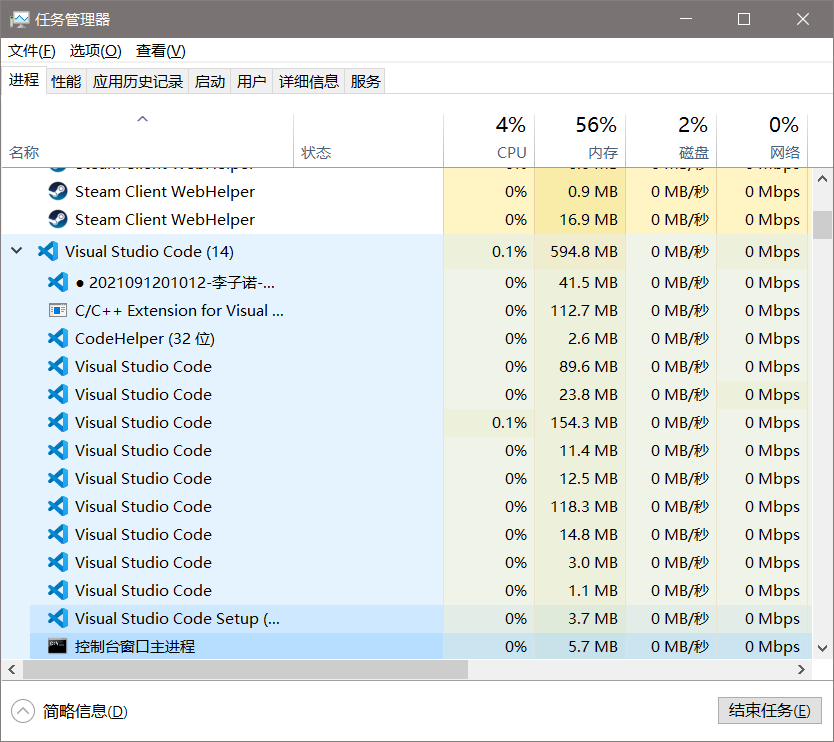 任务管理器
文件(F) 选项(O) 查看(V)
进程 性能 应用历史记录 启动 用户 详细信息 服务
4% 56% 2% 0%
名称 状态 CPU 内存 磁盘 网络
Steam Client WebHelper
Steam Client WebHelper 0% 0.9 MB 0 MB/秒 0 Mbps
Steam Client WebHelper 0% 16.9 MB 0 MB/秒 0 Mbps
Visual Studio Code (14) 0.1% 594.8 MB 0 MB/秒 0 Mbps
● 2021091201012-李子诺-... 0% 41.5 MB 0 MB/秒 0 Mbps
C/C++ Extension for Visual ... 0% 112.7 MB 0 MB/秒 0 Mbps
CodeHelper (32 位) 0% 2.6 MB 0 MB/秒 0 Mbps
Visual Studio Code 0% 89.6 MB 0 MB/秒 0 Mbps
Visual Studio Code 0% 23.8 MB 0 MB/秒 0 Mbps
Visual Studio Code 0.1% 154.3 MB 0 MB/秒 0 Mbps
Visual Studio Code 0% 11.4 MB 0 MB/秒 0 Mbps
Visual Studio Code 0% 12.5 MB 0 MB/秒 0 Mbps
Visual Studio Code 0% 118.3 MB 0 MB/秒 0 Mbps
Visual Studio Code 0% 14.8 MB 0 MB/秒 0 Mbps
Visual Studio Code 0% 3.0 MB 0 MB/秒 0 Mbps
Visual Studio Code 0% 1.1 MB 0 MB/秒 0 Mbps
Visual Studio Code Setup (... 0% 3.7 MB 0 MB/秒 0 Mbps
控制台窗口主进程 0% 5.7 MB 0 MB/秒 0 Mbps
简略信息(D) 结束任务(E)